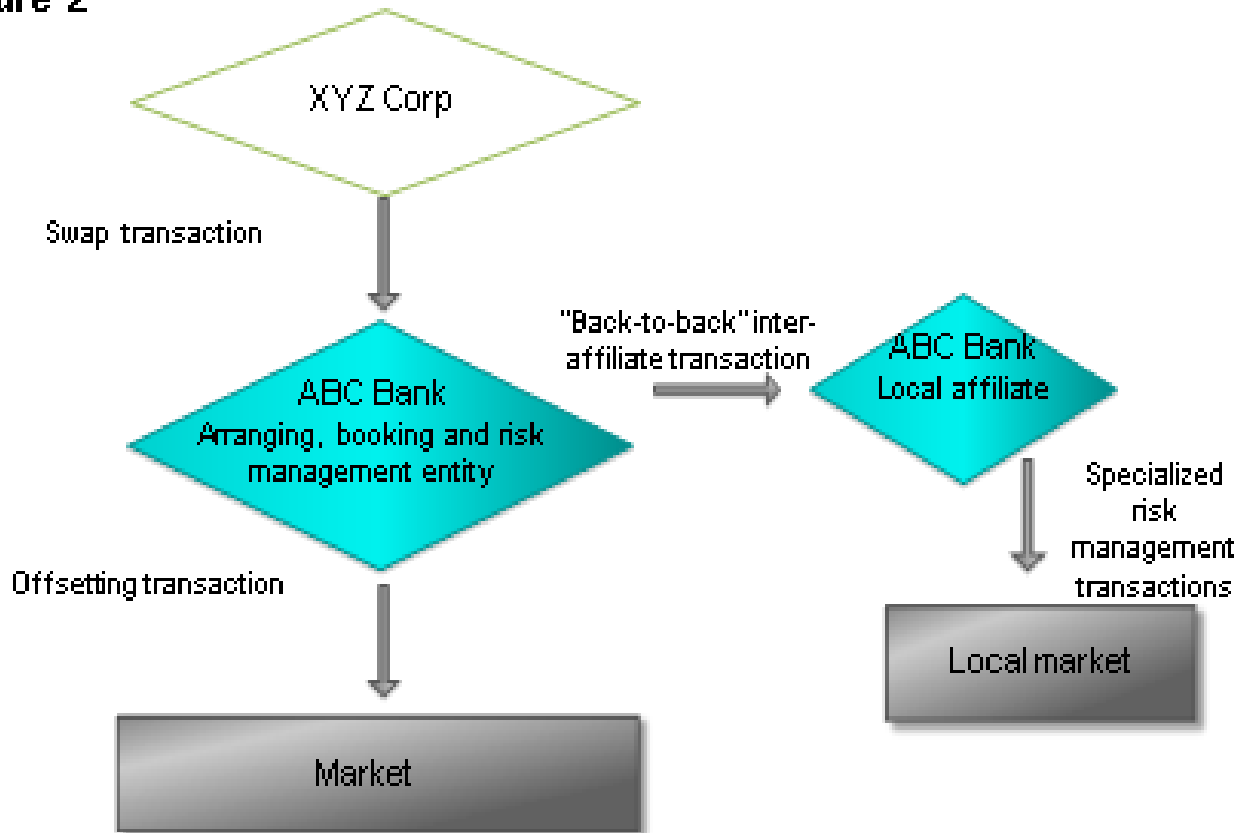 XYZ Corp
Swap transaction
"Back-to-back" inter-
affiliate transaction
ABC Bank
Local affiliate
ABC Bank
Arranging, booking and risk
management entity
Specialized
risk
management
transactions
Offsetting transaction
Local market
Market